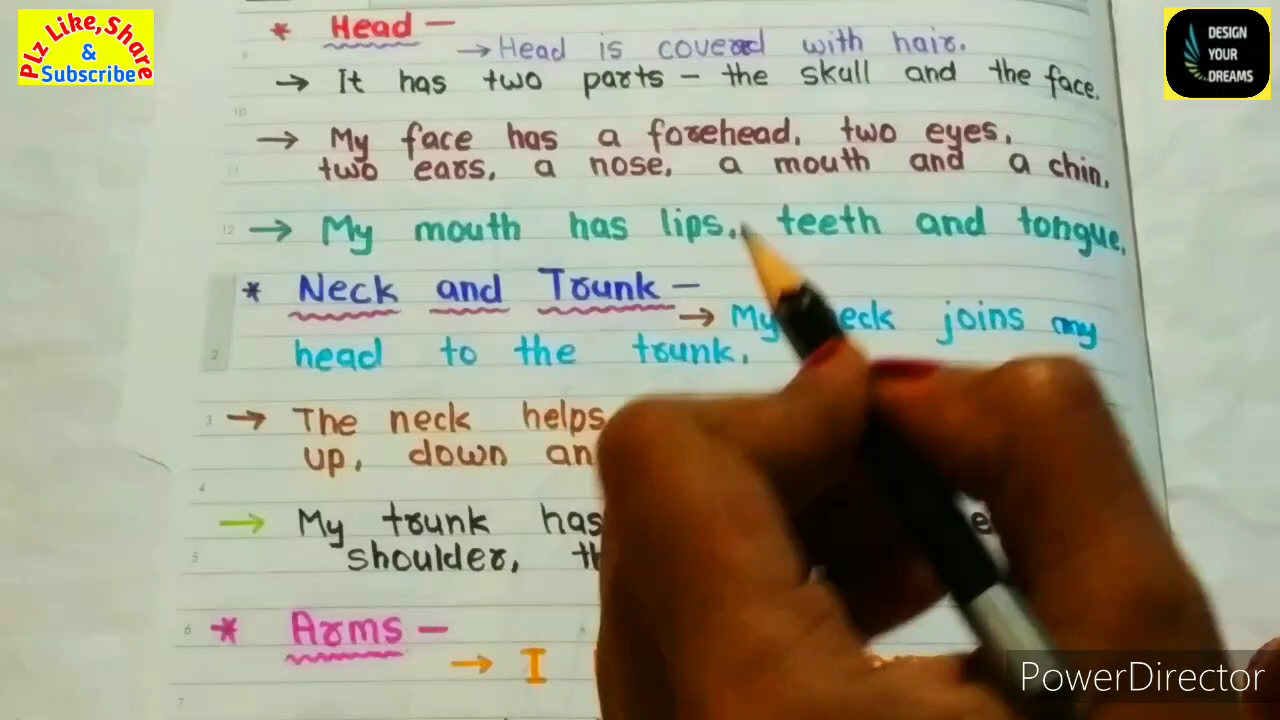 Plz Like, Share
&
Subscribe
DESIGN
YOUR
DREAMS
* Head –
→ Head is covered with hair.
→ It has two parts – the skull and the face.
→ My face has a forehead, two eyes,
two ears, a nose, a mouth and a chin.
→ My mouth has lips, teeth and tongue.
* Neck and Trunk –
→ My neck joins my
head to the trunk.
→ The neck helps
up, down an
→ My trunk has
shoulder, th
* Arms –
→ I
PowerDirector